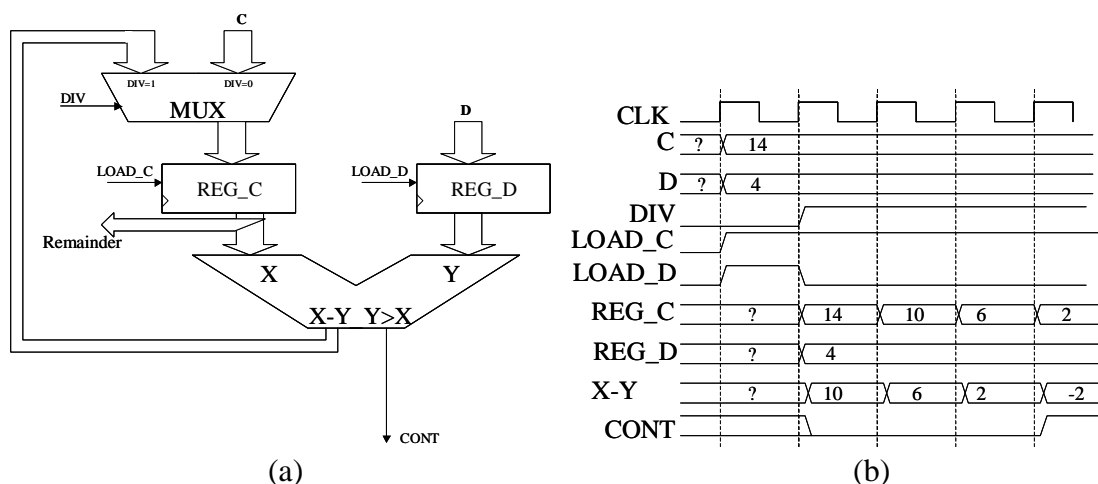 C
DIV=1 DIV=0
DIV
MUX
D
LOAD_C
REG_C
LOAD_D
REG_D
Remainder
X Y
X-Y Y>X
CONT
(a)
CLK
C ? 14
D ? 4
DIV
LOAD_C
LOAD_D
REG_C ? 14 10 6 2
REG_D ? 4
X-Y ? 10 6 2 -2
CONT
(b)